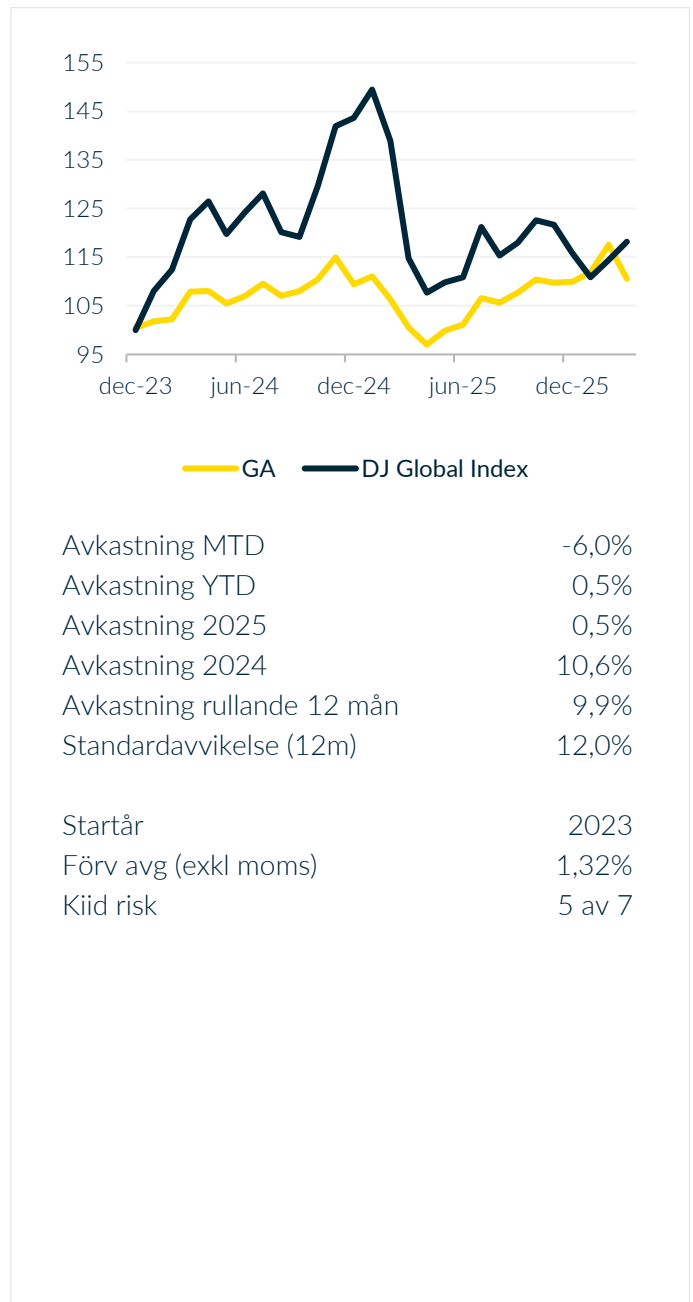 155
145
135
125
115
105
95
dec-23 jun-24 dec-24 jun-25 dec-25
GA DJ Global Index
Avkastning MTD -6,0%
Avkastning YTD 0,5%
Avkastning 2025 0,5%
Avkastning 2024 10,6%
Avkastning rullande 12 mån 9,9%
Standardavvikelse (12m) 12,0%
Startår 2023
Förv avg (exkl moms) 1,32%
Kiid risk 5 av 7